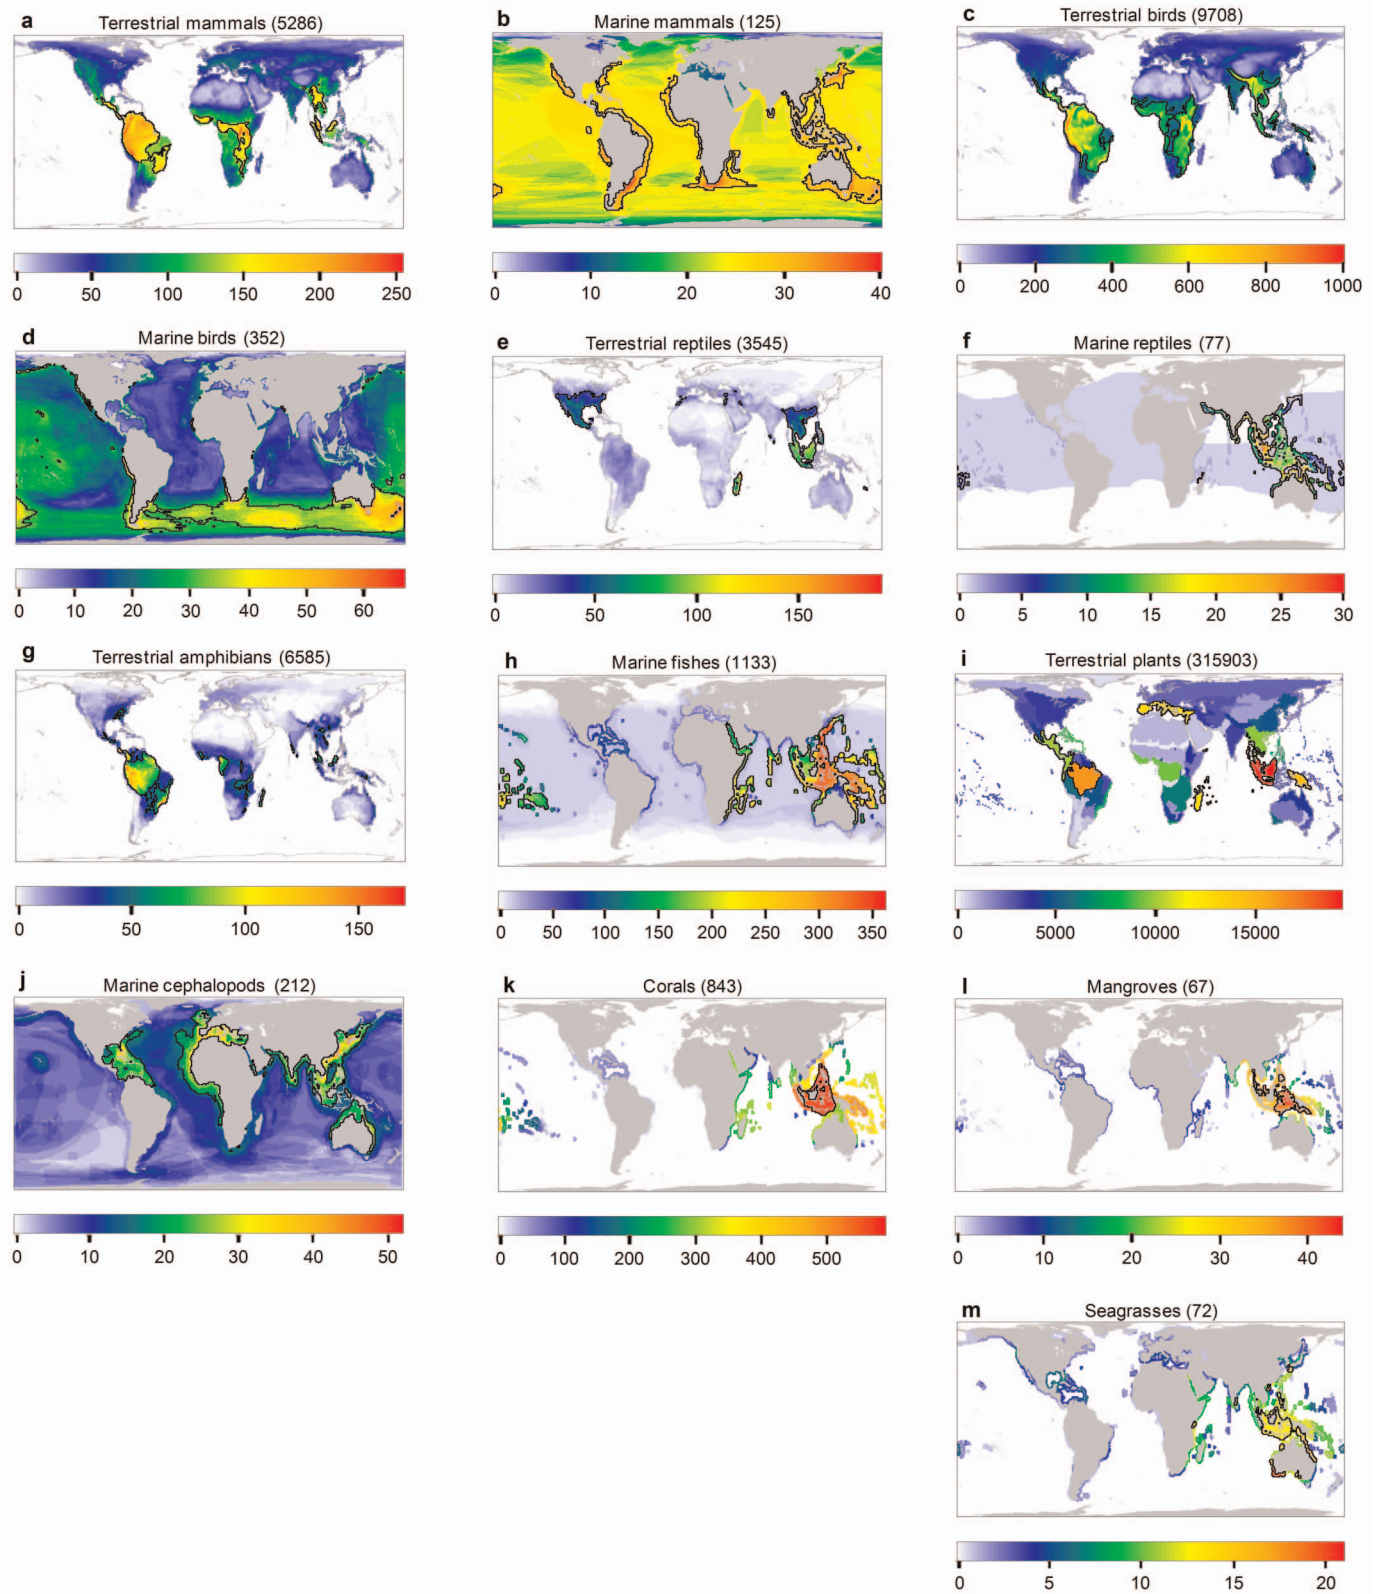 a Terrestrial mammals (5286)
0 50 100 150 200 250
b Marine mammals (125)
0 10 20 30 40
c Terrestrial birds (9708)
0 200 400 600 800 1000
d Marine birds (352)
0 10 20 30 40 50 60
e Terrestrial reptiles (3545)
0 50 100 150
f Marine reptiles (77)
0 5 10 15 20 25 30
g Terrestrial amphibians (6585)
0 50 100 150
h Marine fishes (1133)
0 50 100 150 200 250 300 350
i Terrestrial plants (315903)
0 5000 10000 15000
j Marine cephalopods (212)
0 10 20 30 40 50
k Corals (843)
0 100 200 300 400 500
l Mangroves (67)
0 10 20 30 40
m Seagrasses (72)
0 5 10 15 20